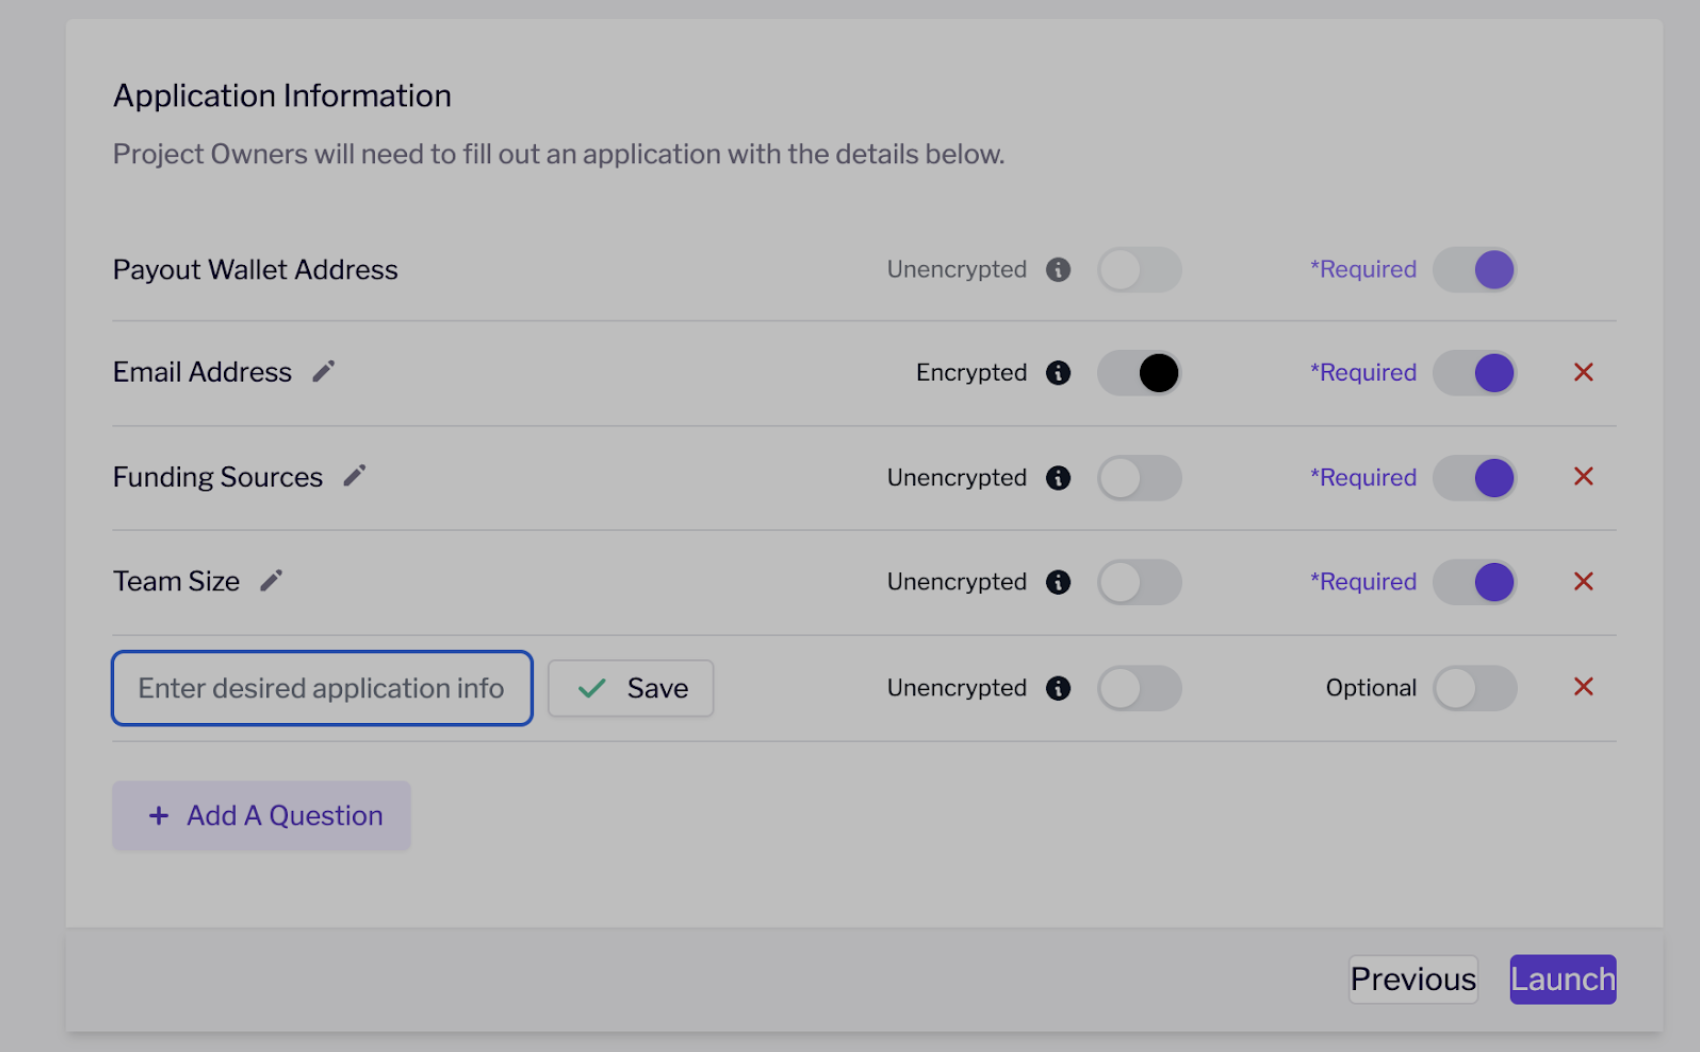 Application Information
Project Owners will need to fill out an application with the details below.
Payout Wallet Address Unencrypted *Required
Email Address Encrypted *Required
Funding Sources Unencrypted *Required
Team Size Unencrypted *Required
Enter desired application info Save Unencrypted Optional
+ Add A Question
Previous Launch